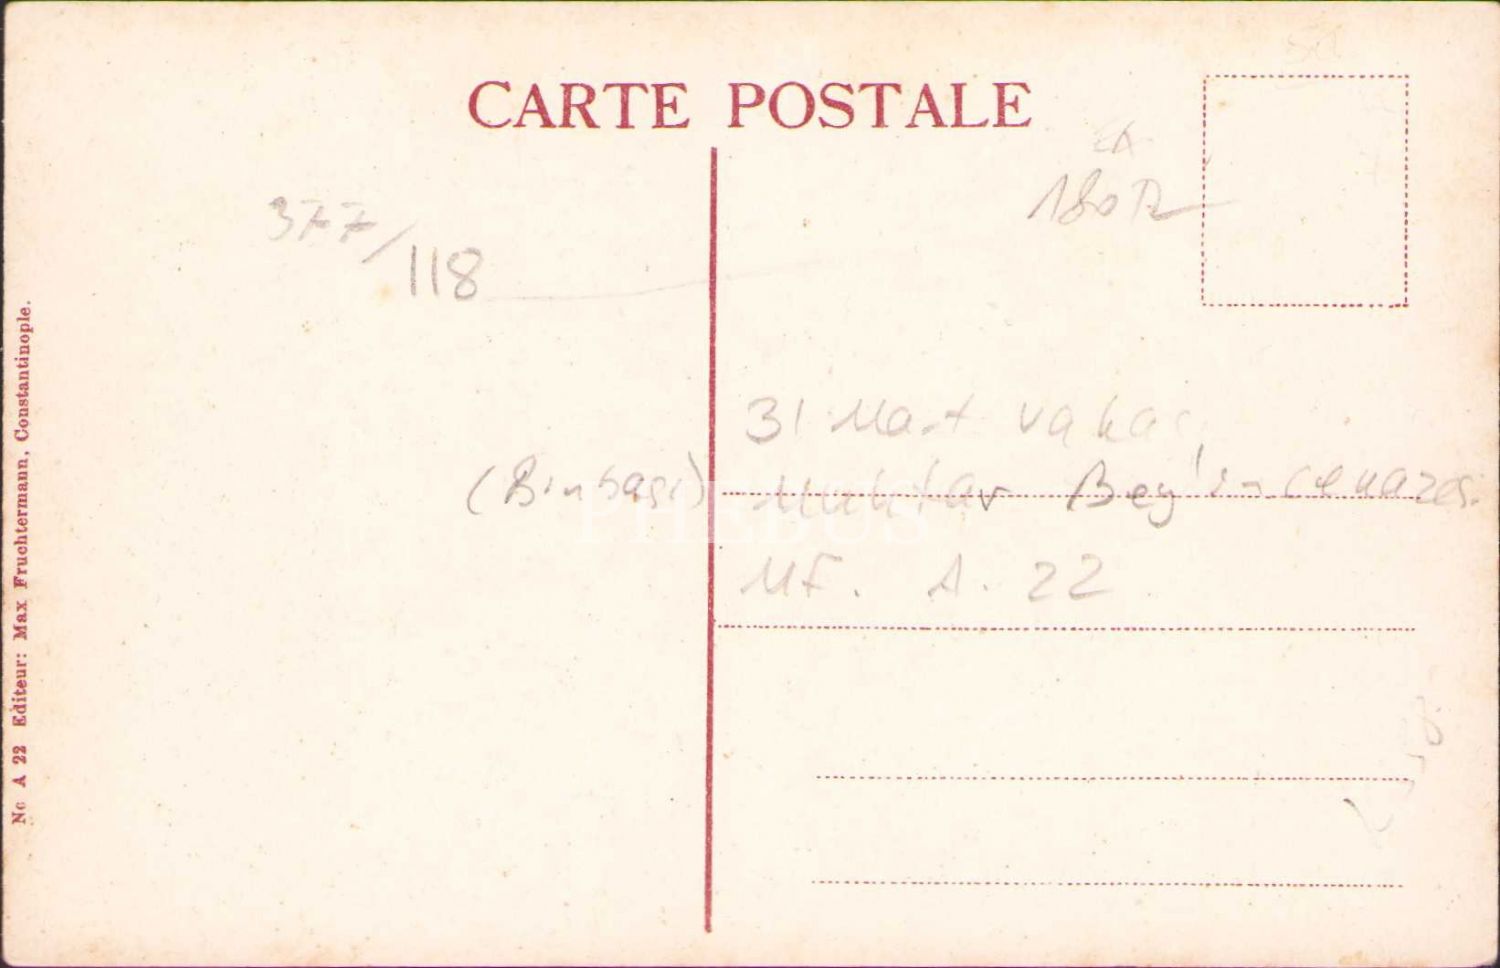 CARTE POSTALE
377/118
31 Mart vakası
(Binbaşı) Muhtar Bey'in cenazesi
MF. A. 22
No A 22 Editeur: Max Fruchtermann, Constantinople.
PHEBUS